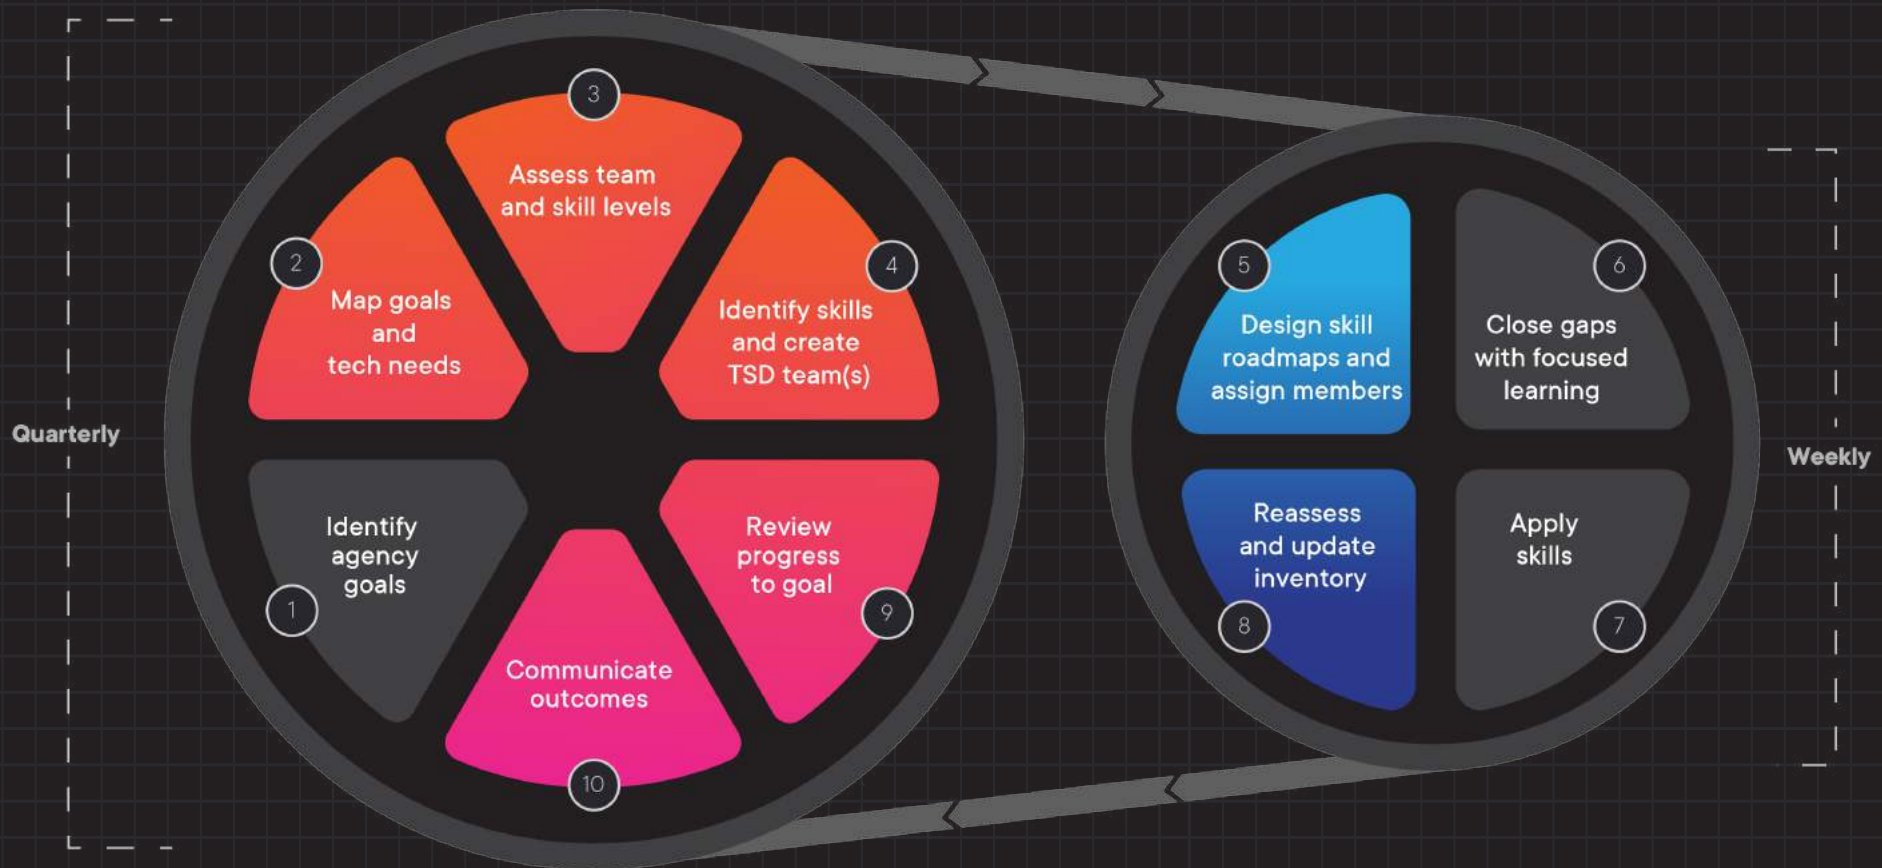 Quarterly
1
Identify
agency
goals
2
Map goals
and
tech needs
3
Assess team
and skill levels
4
Identify skills
and create
TSD team(s)
5
Design skill
roadmaps and
assign members
6
Close gaps
with focused
learning
7
Apply
skills
8
Reassess
and update
inventory
9
Review
progress
to goal
10
Communicate
outcomes
Weekly